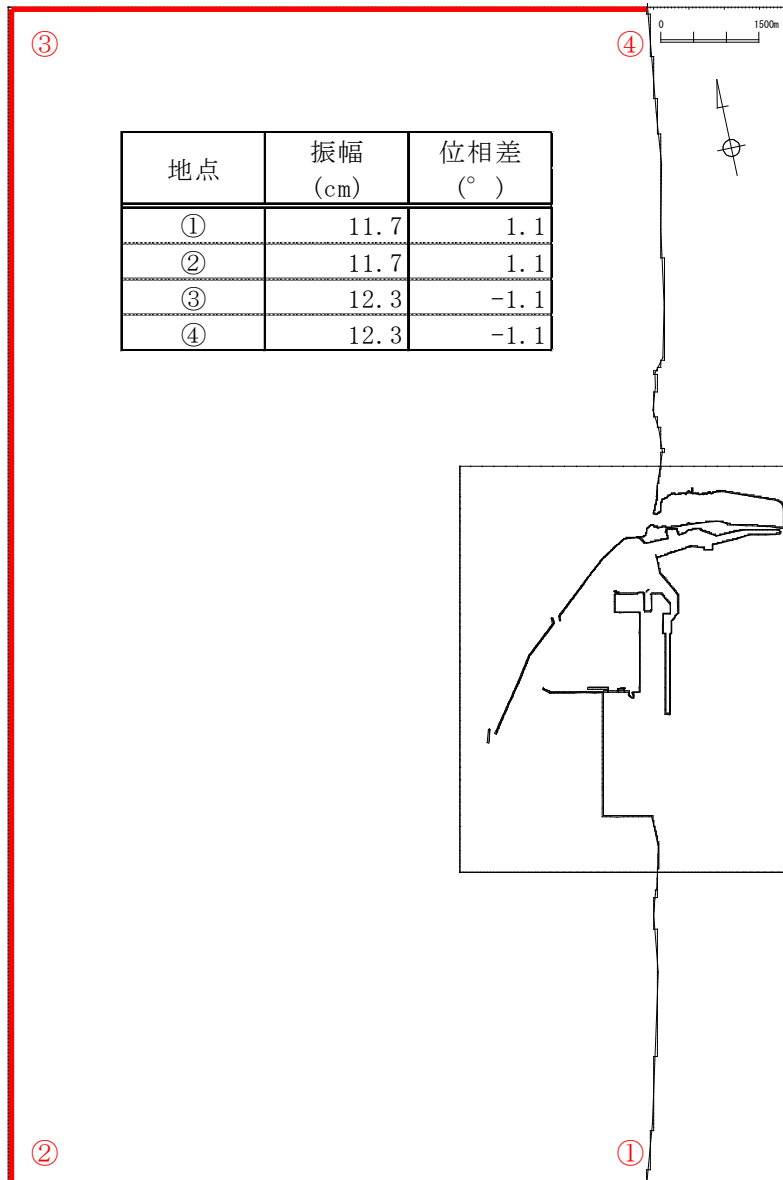 ③
④
0 1500m
地点 振幅 (cm) 位相差 (°)
① 11.7 1.1
② 11.7 1.1
③ 12.3 -1.1
④ 12.3 -1.1
②
①